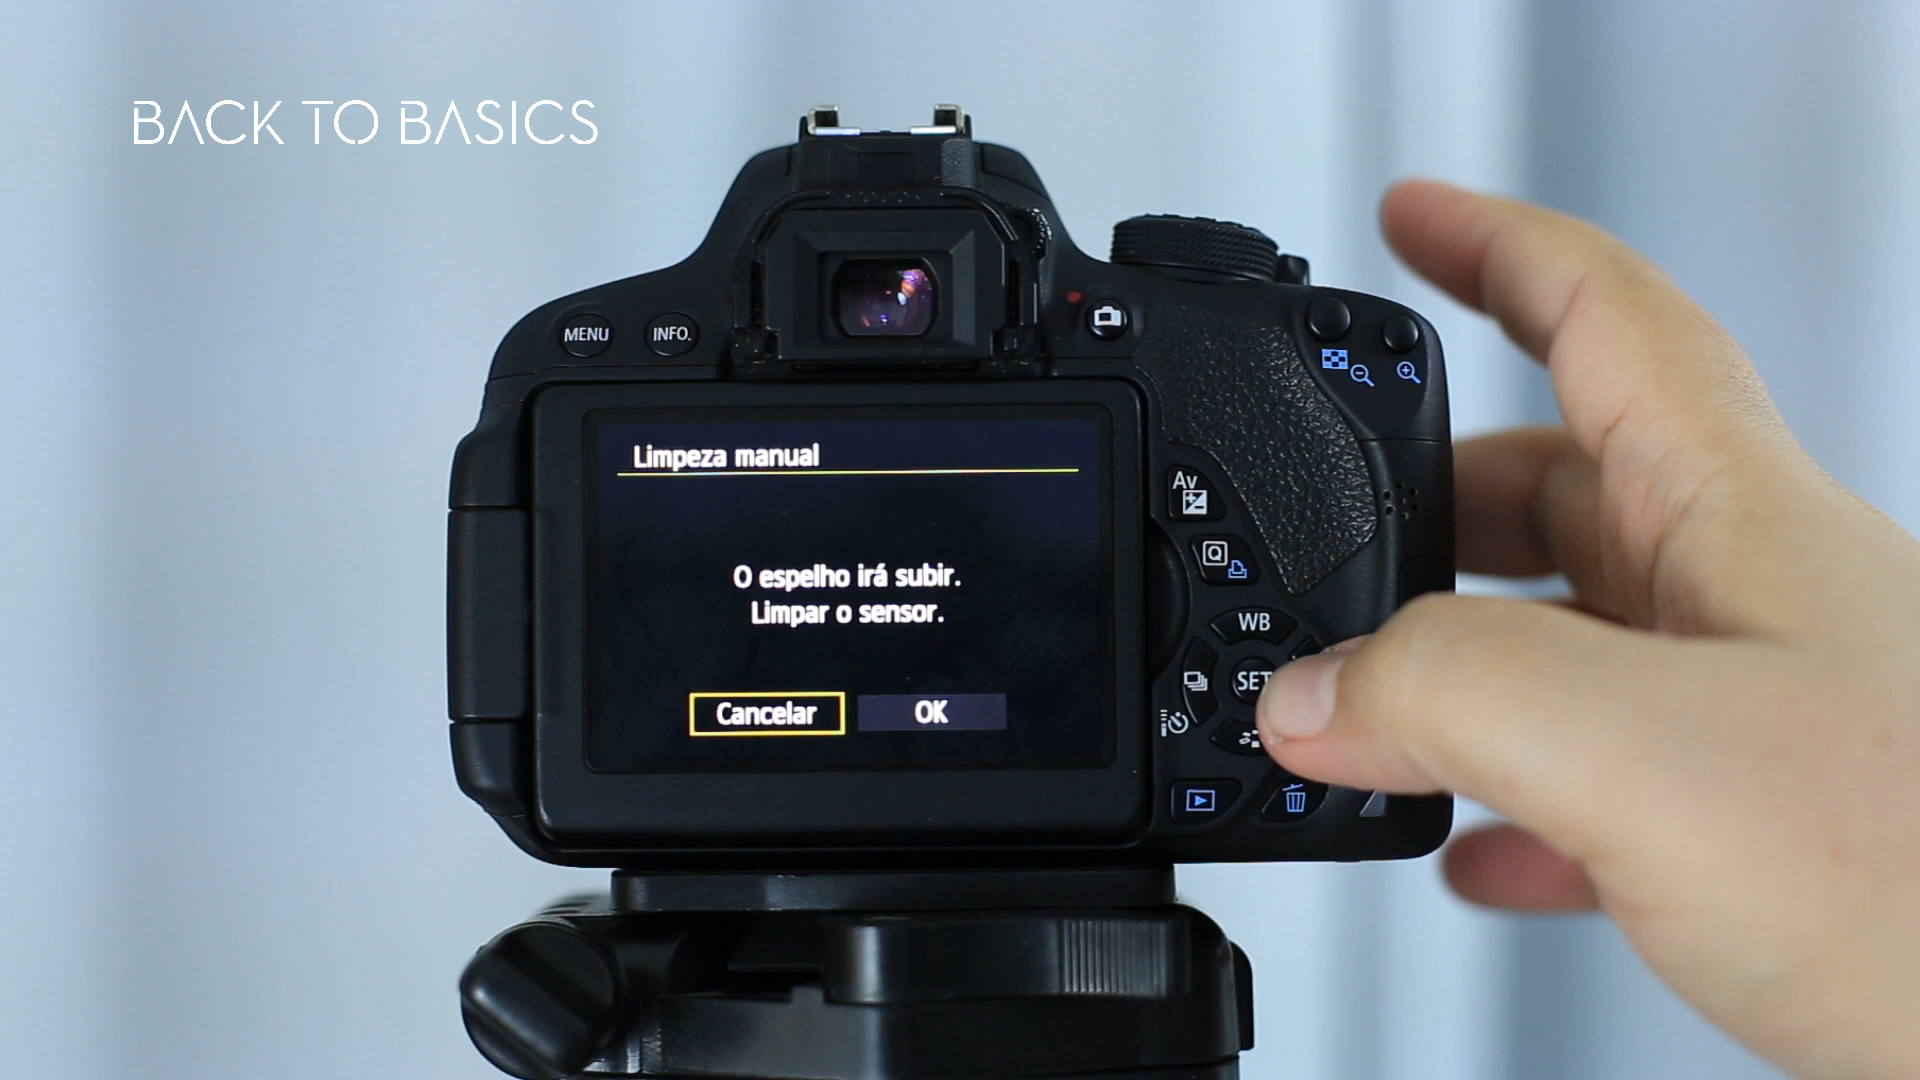 BACK TO BASICS
MENU
INFO.
Limpeza manual
O espelho irá subir.
Limpar o sensor.
Cancelar
OK
Av
Q
WB
SET